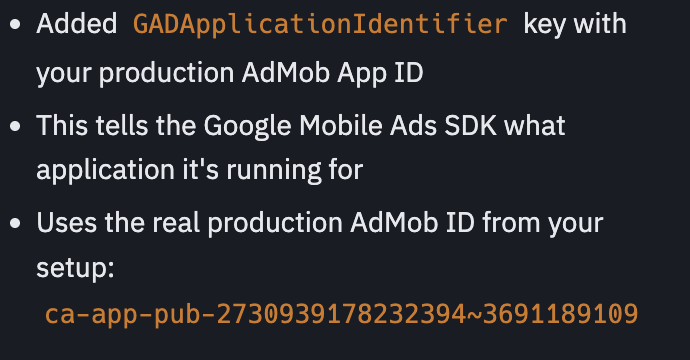 • Added GADApplicationIdentifier key with
your production AdMob App ID
• This tells the Google Mobile Ads SDK what
application it's running for
• Uses the real production AdMob ID from your
setup:
ca-app-pub-2730939178232394~3691189109